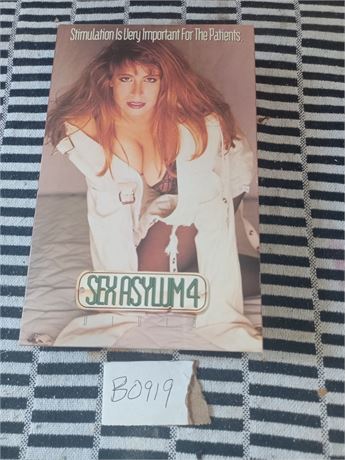 Stimulation Is Very Important For The Patients.
SEX ASYLUM 4
B0919